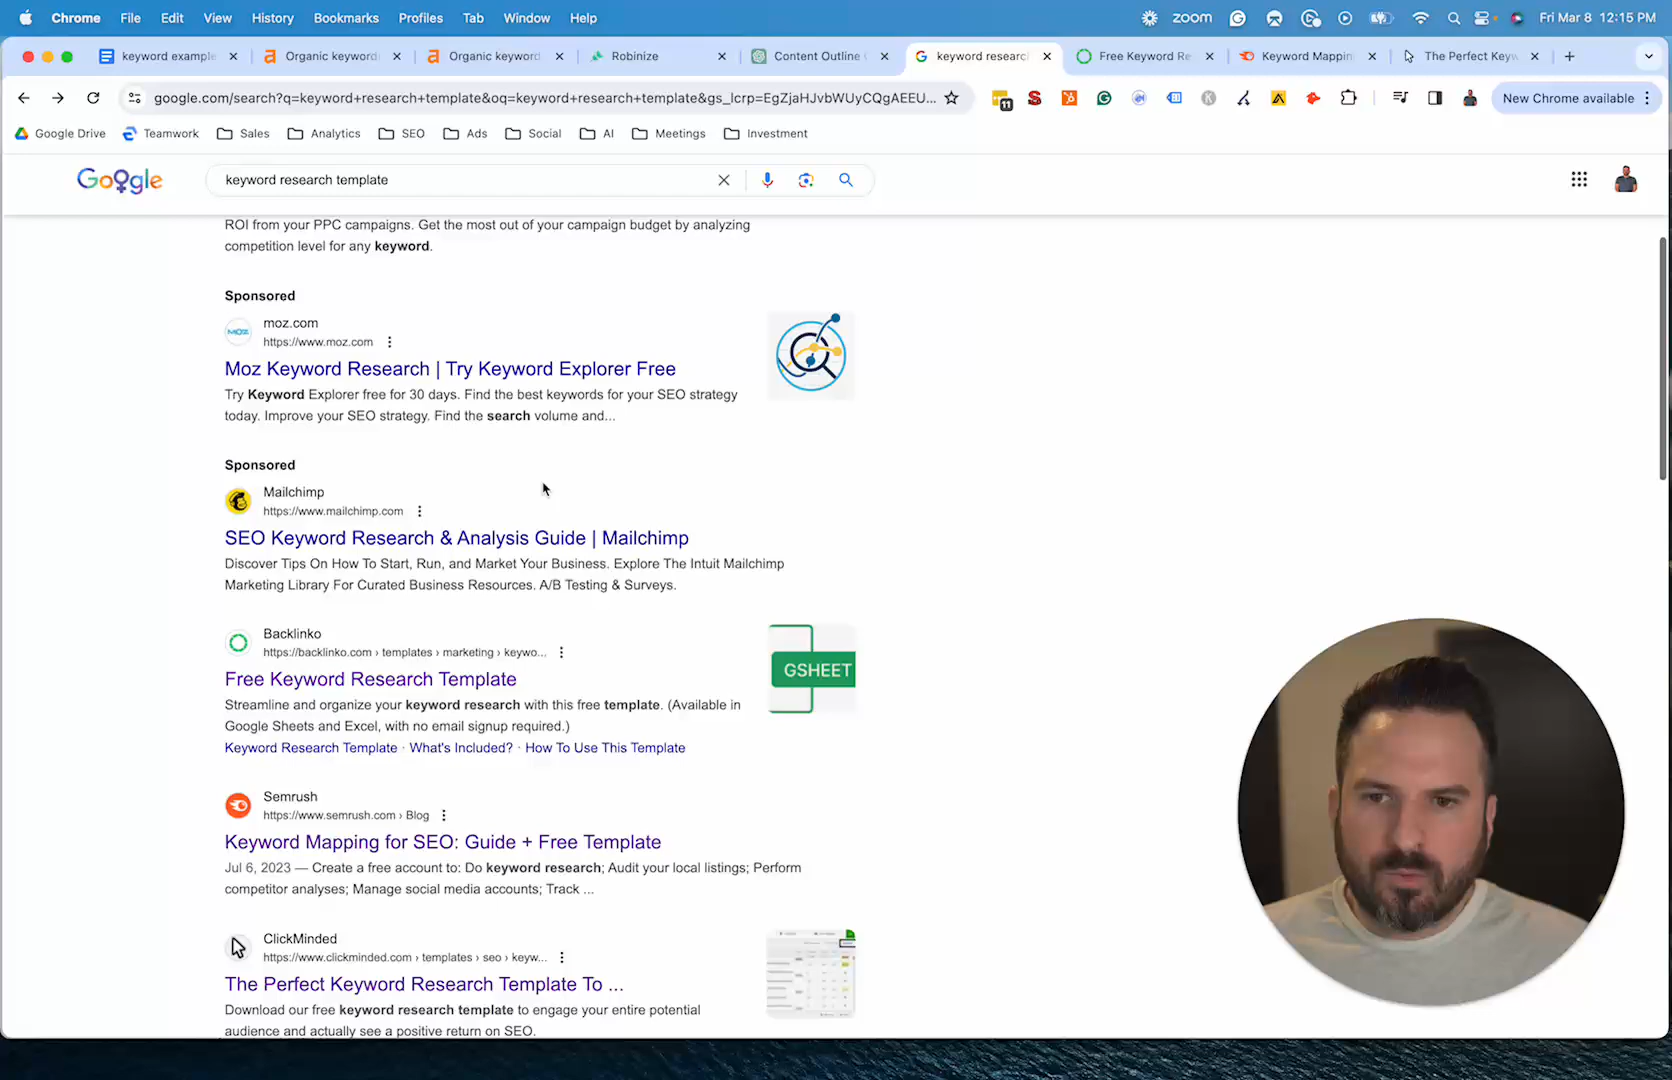 Chrome File Edit View History Bookmarks Profiles Tab Window Help zoom Fri Mar 8 12:15 PM
keyword example Organic keyword Organic keyword Robinize Content Outline keyword researc Free Keyword Re Keyword Mappin The Perfect Keyw
google.com/search?q=keyword+research+template&oq=keyword+research+template&gs_lcrp=EgZjaHJvbWUyCQgAEEU... 11 New Chrome available
Google Drive Teamwork Sales Analytics SEO Ads Social AI Meetings Investment
Google keyword research template
ROI from your PPC campaigns. Get the most out of your campaign budget by analyzing
competition level for any keyword.
Sponsored
MOZ moz.com
https://www.moz.com
Moz Keyword Research | Try Keyword Explorer Free
Try Keyword Explorer free for 30 days. Find the best keywords for your SEO strategy
today. Improve your SEO strategy. Find the search volume and...
Sponsored
Mailchimp
https://www.mailchimp.com
SEO Keyword Research & Analysis Guide | Mailchimp
Discover Tips On How To Start, Run, and Market Your Business. Explore The Intuit Mailchimp
Marketing Library For Curated Business Resources. A/B Testing & Surveys.
Backlinko
https://backlinko.com › templates › marketing › keywo...
Free Keyword Research Template
GSHEET
Streamline and organize your keyword research with this free template. (Available in
Google Sheets and Excel, with no email signup required.)
Keyword Research Template · What's Included? · How To Use This Template
Semrush
https://www.semrush.com › Blog
Keyword Mapping for SEO: Guide + Free Template
Jul 6, 2023 — Create a free account to: Do keyword research; Audit your local listings; Perform
competitor analyses; Manage social media accounts; Track ...
ClickMinded
https://www.clickminded.com › templates › seo › keyw...
The Perfect Keyword Research Template To ...
Download our free keyword research template to engage your entire potential
audience and actually see a positive return on SEO.